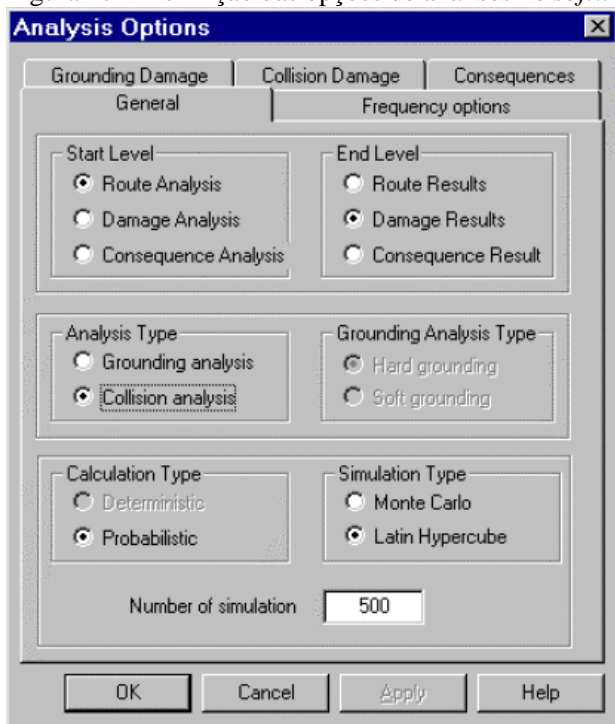 Analysis Options
Grounding Damage Collision Damage Consequences
General Frequency options
Start Level
Route Analysis
Damage Analysis
Consequence Analysis
End Level
Route Results
Damage Results
Consequence Result
Analysis Type
Grounding analysis
Collision analysis
Grounding Analysis Type
Hard grounding
Soft grounding
Calculation Type
Deterministic
Probabilistic
Simulation Type
Monte Carlo
Latin Hypercube
Number of simulation 500
OK Cancel Apply Help